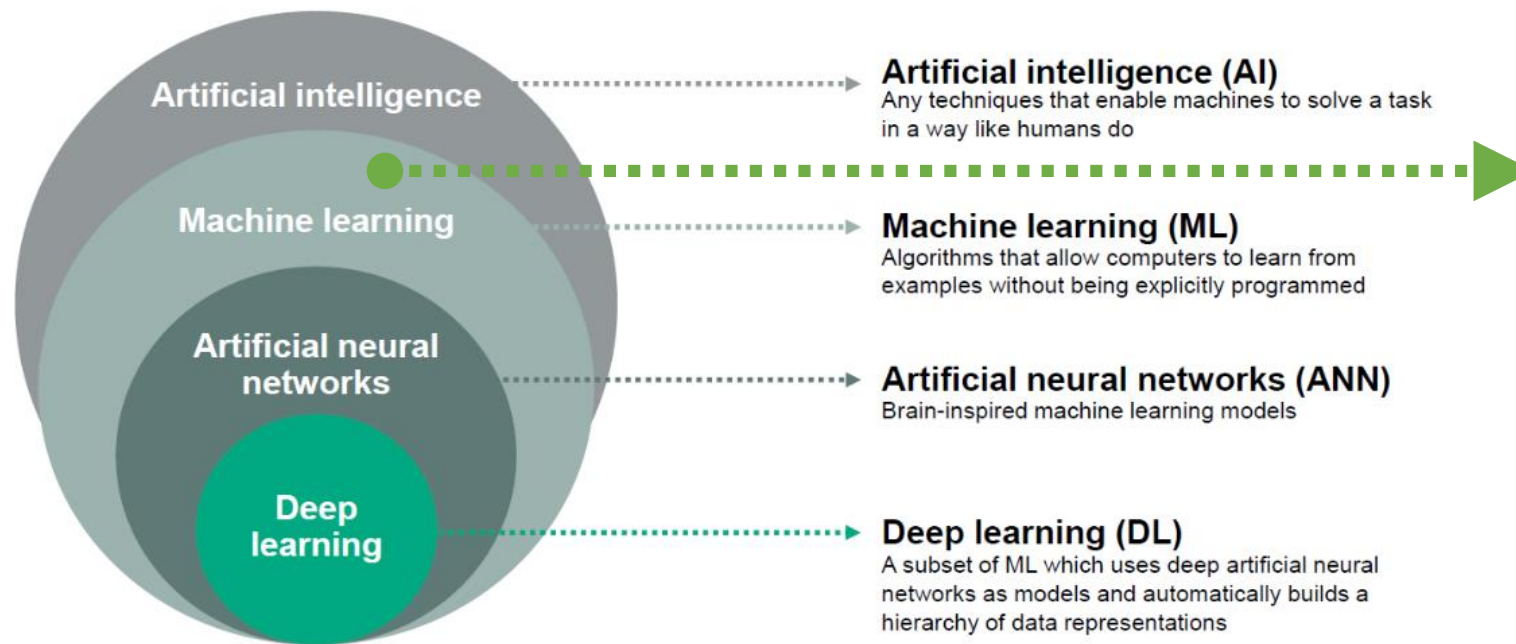 Artificial intelligence
Machine learning
Artificial neural
networks
Deep
learning
Artificial intelligence (AI)
Any techniques that enable machines to solve a task
in a way like humans do
Machine learning (ML)
Algorithms that allow computers to learn from
examples without being explicitly programmed
Artificial neural networks (ANN)
Brain-inspired machine learning models
Deep learning (DL)
A subset of ML which uses deep artificial neural
networks as models and automatically builds a
hierarchy of data representations